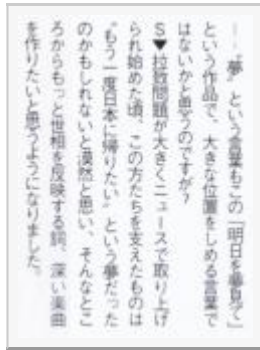 ――“夢”という言葉もこの「明日を夢見て」
という作品で、大きな位置をしめる言葉で
はないかと思うのですが?
S▼拉致問題が大きくニュースで取り上げ
られ始めた頃、この方たちを支えたものは
“もう一度日本に帰りたい”という夢だった
のかもしれないと漠然と思い、そんなとこ
ろからもっと世相を反映する詞、深い楽曲
を作りたいと思うようになりました。